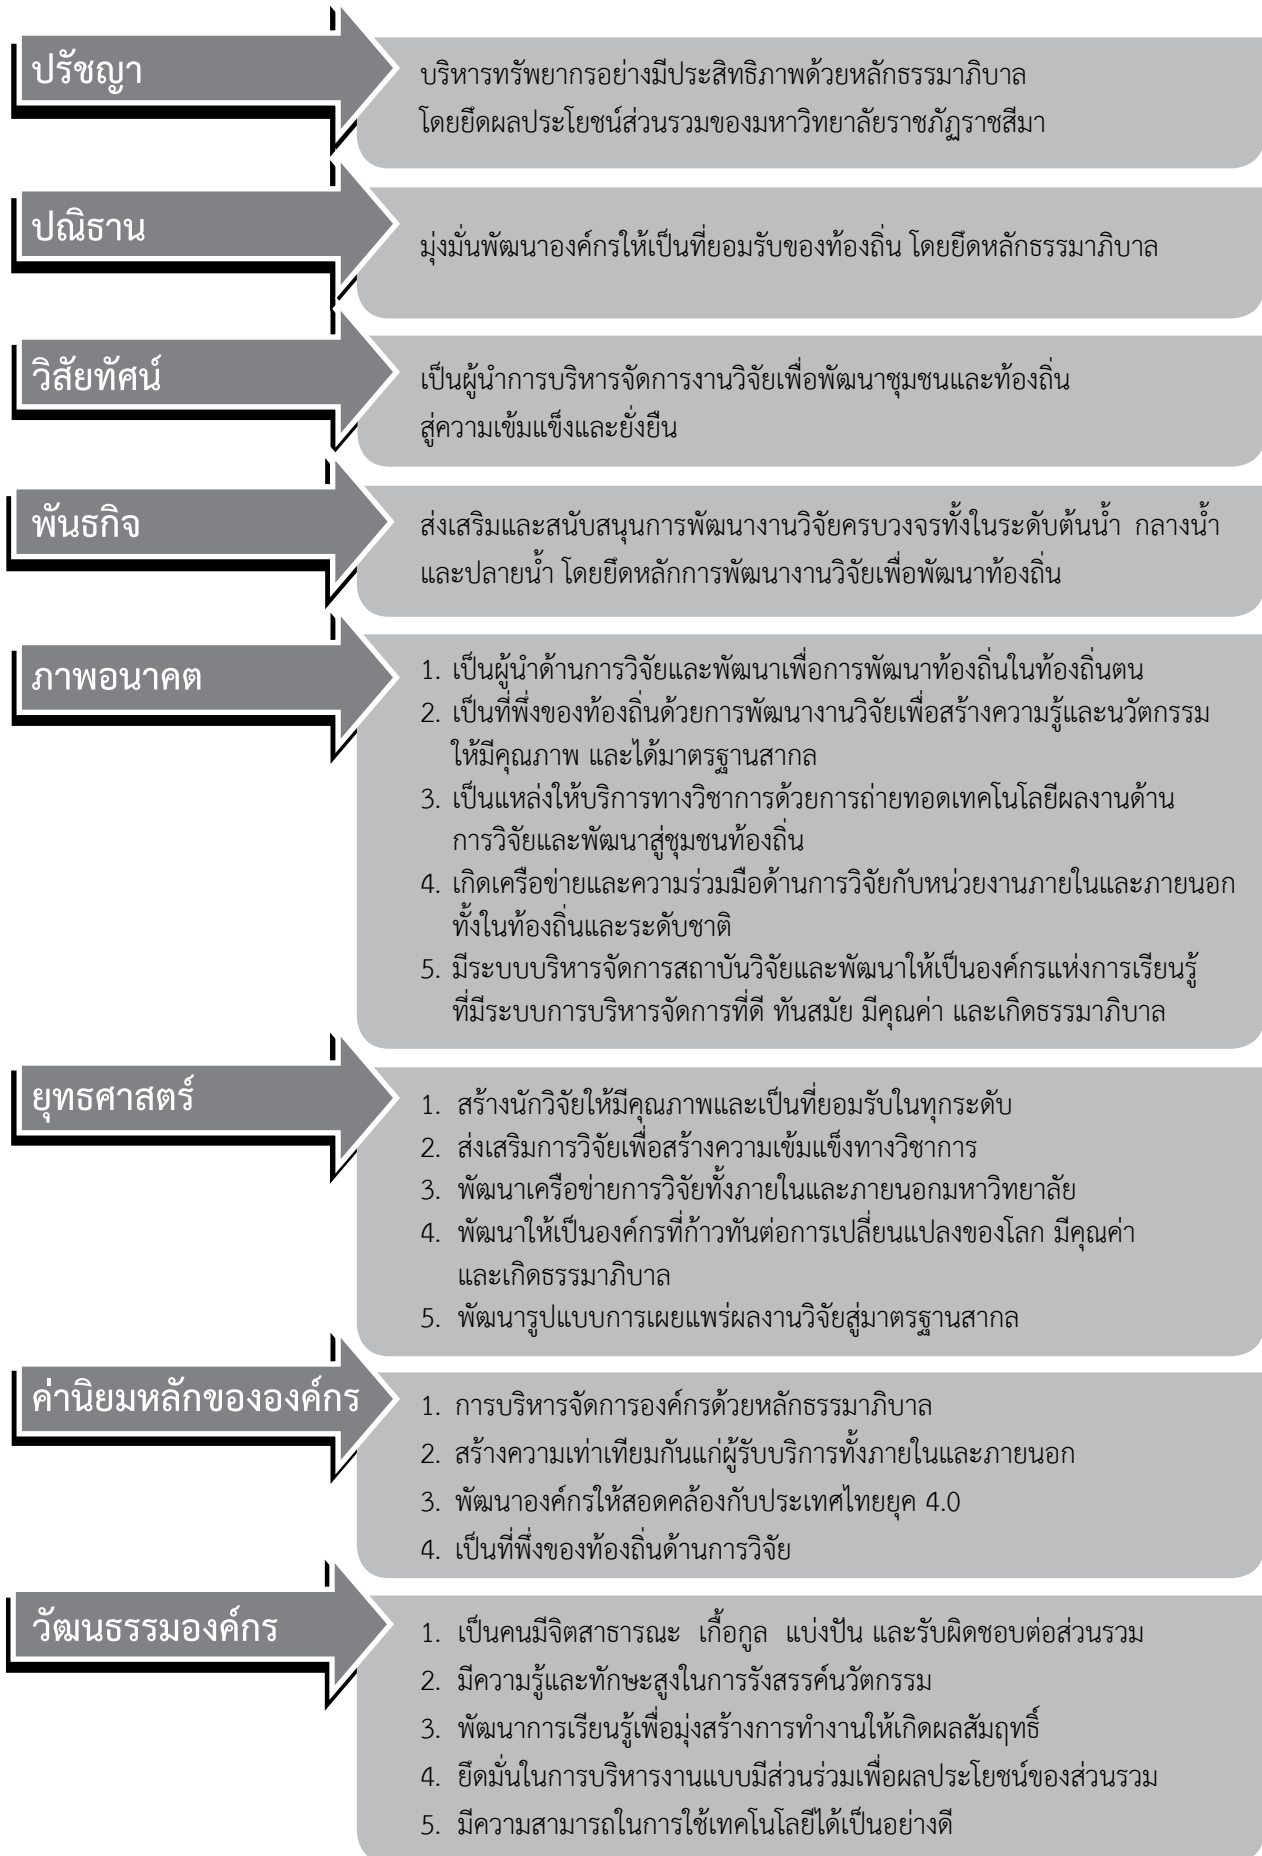 ปรัชญา
บริหารทรัพยากรอย่างมีประสิทธิภาพด้วยหลักธรรมาภิบาล
โดยยึดผลประโยชน์ส่วนรวมของมหาวิทยาลัยราชภัฏราชสีมา
ปณิธาน
มุ่งมั่นพัฒนาองค์กรให้เป็นที่ยอมรับของท้องถิ่น โดยยึดหลักธรรมาภิบาล
วิสัยทัศน์
เป็นผู้นำการบริหารจัดการงานวิจัยเพื่อพัฒนาชุมชนและท้องถิ่น
สู่ความเข้มแข็งและยั่งยืน
พันธกิจ
ส่งเสริมและสนับสนุนการพัฒนางานวิจัยครบวงจรทั้งในระดับต้นน้ำ กลางน้ำ
และปลายน้ำ โดยยึดหลักการพัฒนางานวิจัยเพื่อพัฒนาท้องถิ่น
ภาพอนาคต
1. เป็นผู้นำด้านการวิจัยและพัฒนาเพื่อการพัฒนาท้องถิ่นในท้องถิ่นตน
2. เป็นที่พึ่งของท้องถิ่นด้วยการพัฒนางานวิจัยเพื่อสร้างความรู้และนวัตกรรม
ให้มีคุณภาพ และได้มาตรฐานสากล
3. เป็นแหล่งให้บริการทางวิชาการด้วยการถ่ายทอดเทคโนโลยีผลงานด้าน
การวิจัยและพัฒนาสู่ชุมชนท้องถิ่น
4. เกิดเครือข่ายและความร่วมมือด้านการวิจัยกับหน่วยงานภายในและภายนอก
ทั้งในท้องถิ่นและระดับชาติ
5. มีระบบบริหารจัดการสถาบันวิจัยและพัฒนาให้เป็นองค์กรแห่งการเรียนรู้
ที่มีระบบการบริหารจัดการที่ดี ทันสมัย มีคุณค่า และเกิดธรรมาภิบาล
ยุทธศาสตร์
1. สร้างนักวิจัยให้มีคุณภาพและเป็นที่ยอมรับในทุกระดับ
2. ส่งเสริมการวิจัยเพื่อสร้างความเข้มแข็งทางวิชาการ
3. พัฒนาเครือข่ายการวิจัยทั้งภายในและภายนอกมหาวิทยาลัย
4. พัฒนาให้เป็นองค์กรที่ก้าวทันต่อการเปลี่ยนแปลงของโลก มีคุณค่า
และเกิดธรรมาภิบาล
5. พัฒนารูปแบบการเผยแพร่ผลงานวิจัยสู่มาตรฐานสากล
ค่านิยมหลักขององค์กร
1. การบริหารจัดการองค์กรด้วยหลักธรรมาภิบาล
2. สร้างความเท่าเทียมกันแก่ผู้รับบริการทั้งภายในและภายนอก
3. พัฒนาองค์กรให้สอดคล้องกับประเทศไทยยุค 4.0
4. เป็นที่พึ่งของท้องถิ่นด้านการวิจัย
วัฒนธรรมองค์กร
1. เป็นคนมีจิตสาธารณะ เกื้อกูล แบ่งปัน และรับผิดชอบต่อส่วนรวม
2. มีความรู้และทักษะสูงในการรังสรรค์นวัตกรรม
3. พัฒนาการเรียนรู้เพื่อมุ่งสร้างการทำงานให้เกิดผลสัมฤทธิ์
4. ยึดมั่นในการบริหารงานแบบมีส่วนร่วมเพื่อผลประโยชน์ของส่วนรวม
5. มีความสามารถในการใช้เทคโนโลยีได้เป็นอย่างดี